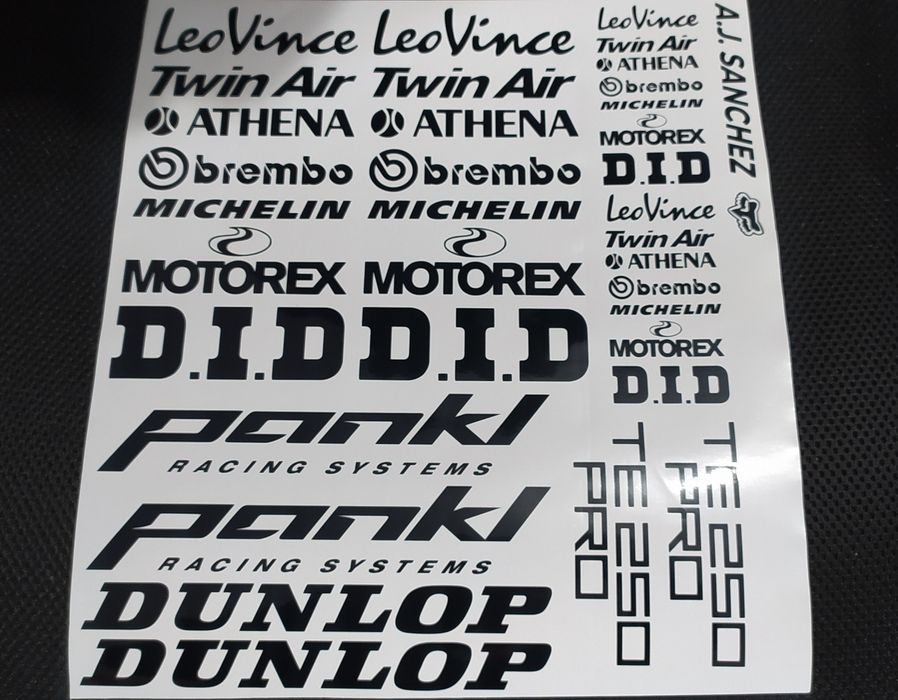 LeoVince LeoVince
Twin Air Twin Air
ATHENA ATHENA
brembo brembo
MICHELIN MICHELIN
MOTOREX MOTOREX
D.I.D D.I.D
pankl
RACING SYSTEMS
pankl
RACING SYSTEMS
DUNLOP
DUNLOP
LeoVince
Twin Air
ATHENA
brembo
MICHELIN
MOTOREX
D.I.D
LeoVince
Twin Air
ATHENA
brembo
MICHELIN
MOTOREX
D.I.D
A.J. SANCHEZ
TE 250
PRO
TE 250
PRO